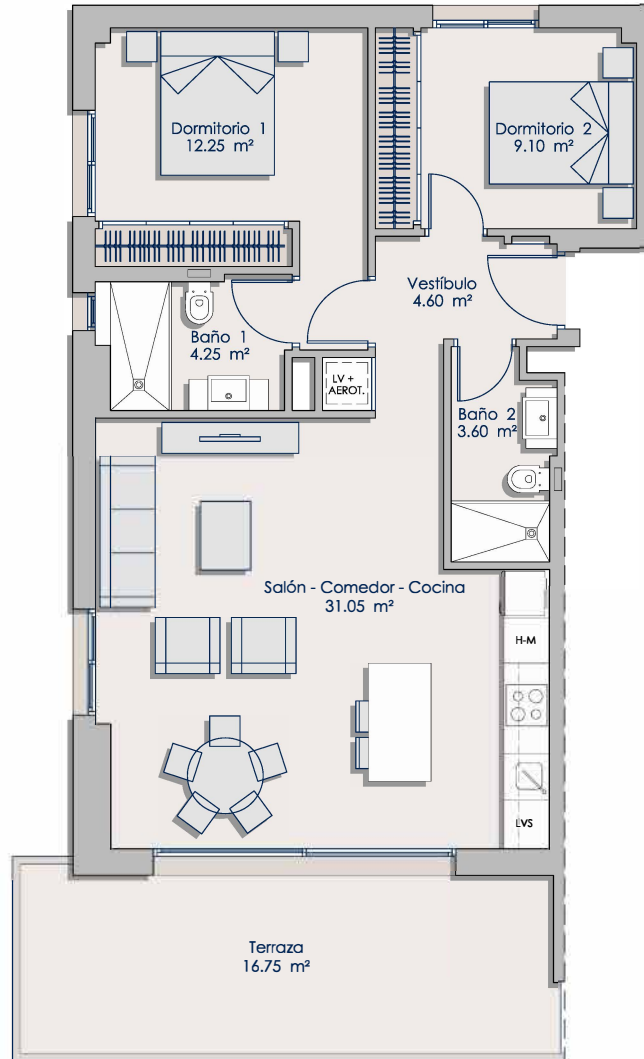 Dormitorio 1
12.25 m²
Dormitorio 2
9.10 m²
Vestíbulo
4.60 m²
Baño 1
4.25 m²
LV +
AEROT.
Baño 2
3.60 m²
Salón - Comedor - Cocina
31.05 m²
H-M
LVS
Terraza
16.75 m²